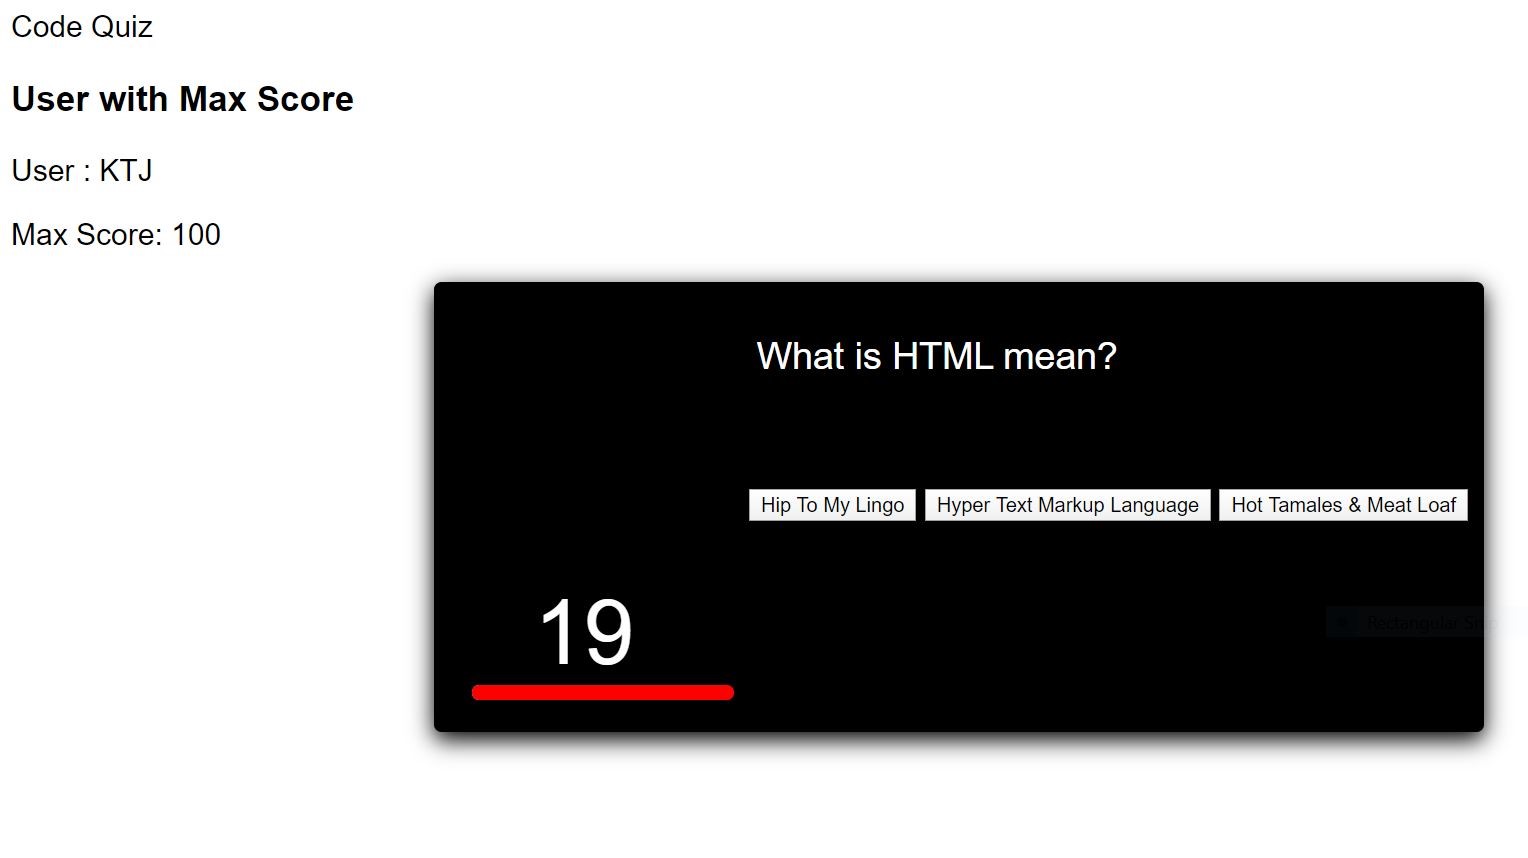 Code Quiz
User with Max Score
User : KTJ
Max Score: 100
What is HTML mean?
Hip To My Lingo Hyper Text Markup Language Hot Tamales & Meat Loaf
19
Rectangular Snip